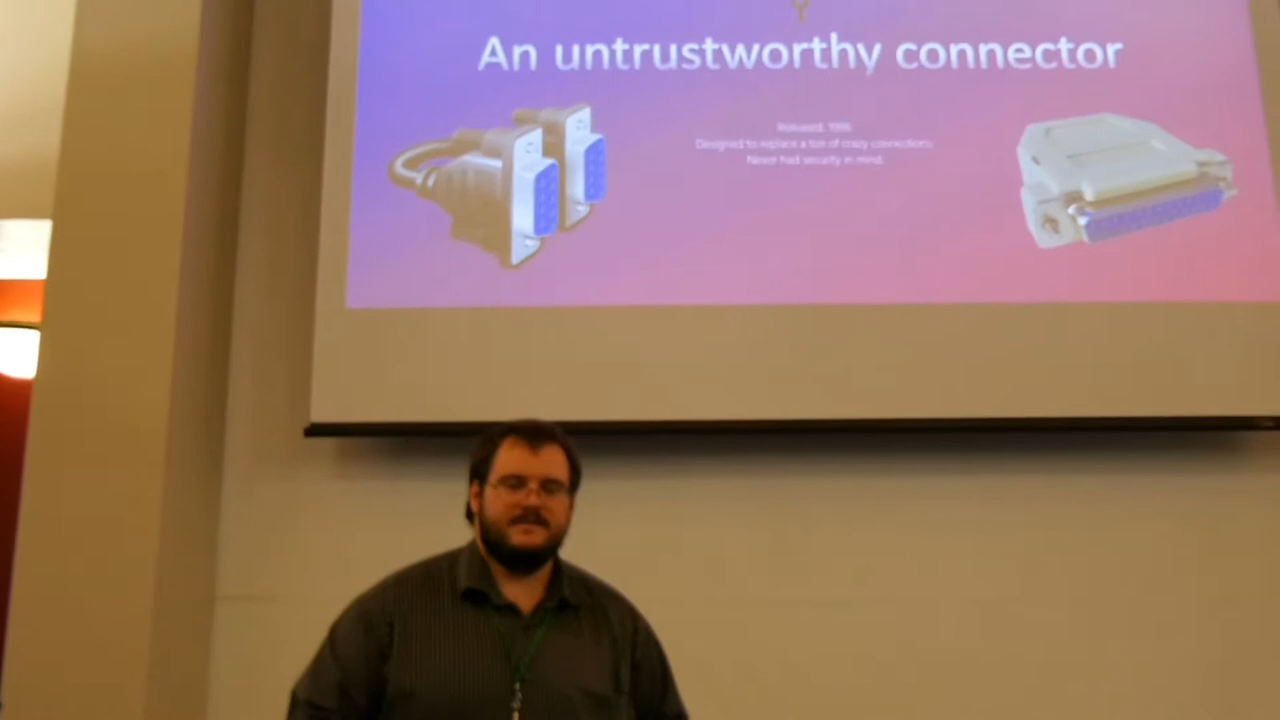 An untrustworthy connector
Released: 1996
Designed to replace a ton of crazy connections.
Never had security in mind.